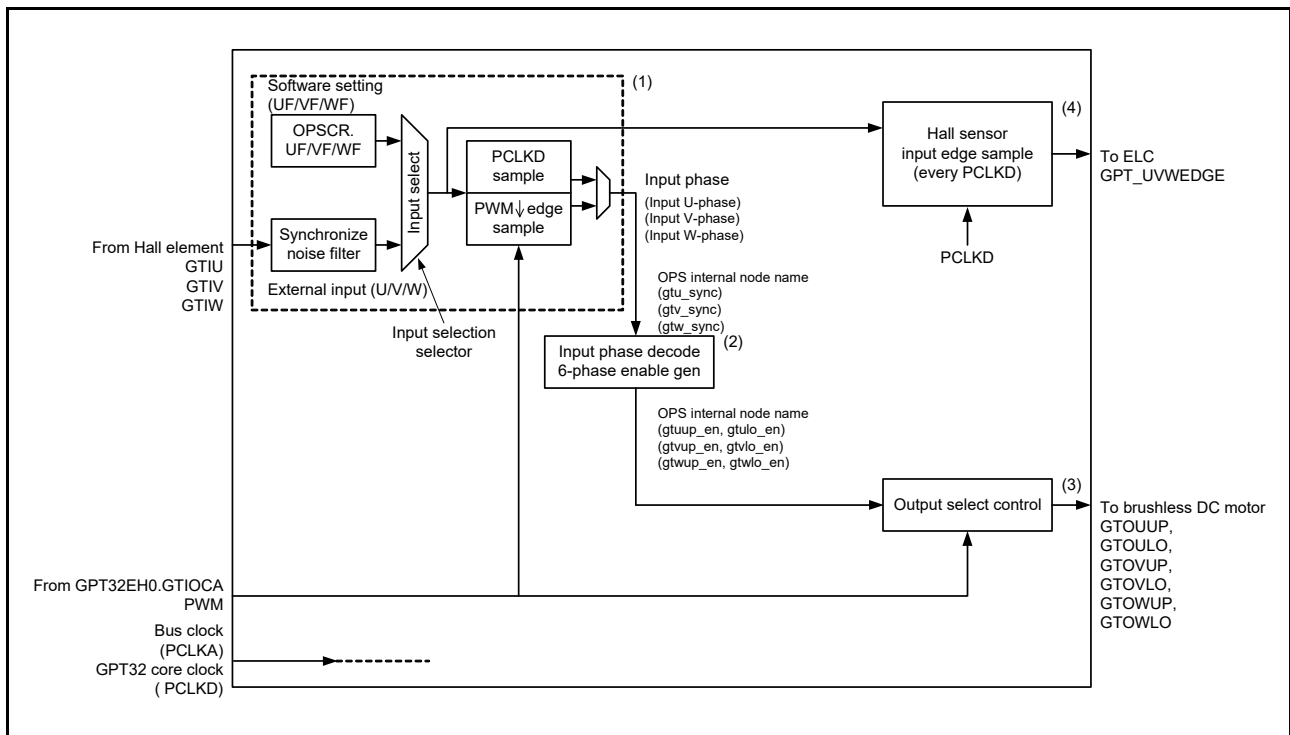 Software setting
(UF/VF/WF)
(1)
OPSCR.
UF/VF/WF
Input select
PCLKD
sample
PWM↓edge
sample
Synchronize
noise filter
External input (U/V/W)
Input selection
selector
From Hall element
GTIU
GTIV
GTIW
Input phase
(Input U-phase)
(Input V-phase)
(Input W-phase)
(4)
Hall sensor
input edge sample
(every PCLKD)
PCLKD
To ELC
GPT_UVWEDGE
OPS internal node name
(gtu_sync)
(gtv_sync)
(gtw_sync)
(2)
Input phase decode
6-phase enable gen
OPS internal node name
(gtuup_en, gtulo_en)
(gtvup_en, gtvlo_en)
(gtwup_en, gtwlo_en)
(3)
Output select control
To brushless DC motor
GTOUUP,
GTOULO,
GTOVUP,
GTOVLO,
GTOWUP,
GTOWLO
From GPT32EH0.GTIOCA
PWM
Bus clock
(PCLKA)
GPT32 core clock
( PCLKD)